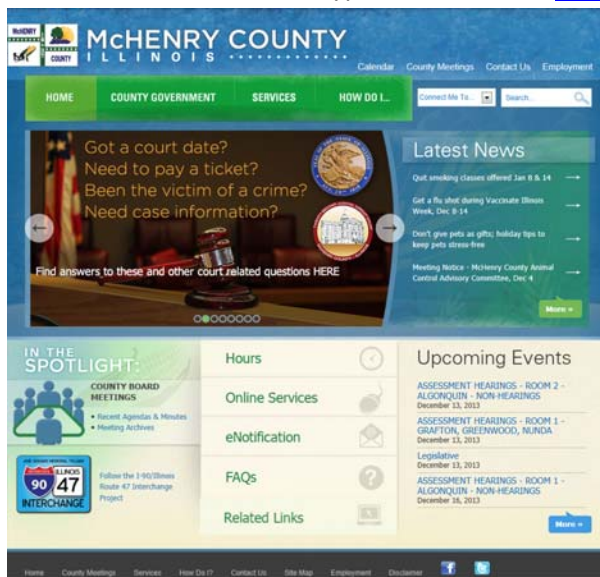 McHENRY
COUNTY
McHENRY COUNTY
ILLINOIS
Calendar County Meetings Contact Us Employment
HOME COUNTY GOVERNMENT SERVICES HOW DO I...
Connect Me To... Search...
Got a court date?
Need to pay a ticket?
Been the victim of a crime?
Need case information?
Find answers to these and other court related questions HERE
Latest News
Quit smoking classes offered Jan 8 & 14
Get a flu shot during Vaccinate Illinois
Week, Dec 8-14
Don't give pets as gifts; holiday tips to
keep pets stress-free
Meeting Notice - McHenry County Animal
Control Advisory Committee, Dec 4
More »
IN THE
SPOTLIGHT:
COUNTY BOARD
MEETINGS
• Recent Agendas & Minutes
• Meeting Archives
90
ILLINOIS
47
INTERCHANGE
Follow the I-90/Illinois
Route 47 Interchange
Project
Hours
Online Services
eNotification
FAQs
Related Links
Upcoming Events
ASSESSMENT HEARINGS - ROOM 2 -
ALGONQUIN - NON-HEARINGS
December 13, 2013
ASSESSMENT HEARINGS - ROOM 1 -
GRAFTON, GREENWOOD, NUNDA
December 13, 2013
Legislative
December 13, 2013
ASSESSMENT HEARINGS - ROOM 1 -
ALGONQUIN - NON-HEARINGS
December 16, 2013
More »
Home County Meetings Services How Do I? Contact Us Site Map Employment Disclaimer